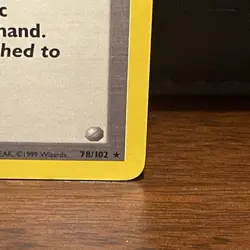 c
hand.
hed to
EAK. ©1999 Wizards. 78/102 ★